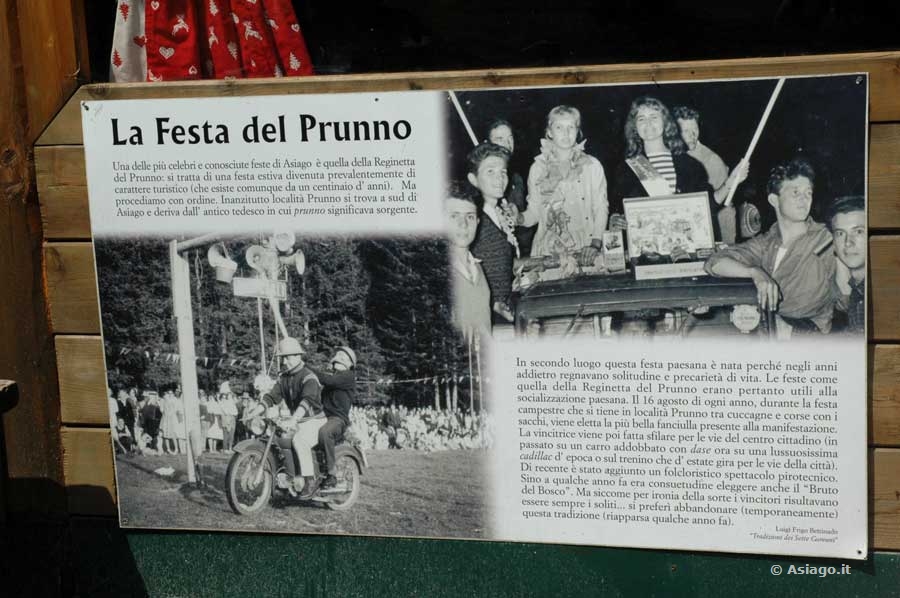 La Festa del Prunno
Una delle più celebri e conosciute feste di Asiago è quella della Reginetta
del Prunno: si tratta di una festa estiva divenuta prevalentemente di
carattere turistico (che esiste comunque da un centinaio d' anni). Ma
procediamo con ordine. Inanzitutto località Prunno si trova a sud di
Asiago e deriva dall' antico tedesco in cui prunno significava sorgente.
In secondo luogo questa festa paesana è nata perché negli anni
addietro regnavano solitudine e precarietà di vita. Le feste come
quella della Reginetta del Prunno erano pertanto utili alla
socializzazione paesana. Il 16 agosto di ogni anno, durante la festa
campestre che si tiene in località Prunno tra cuccagne e corse con i
sacchi, viene eletta la più bella fanciulla presente alla manifestazione.
La vincitrice viene poi fatta sfilare per le vie del centro cittadino (in
passato su un carro addobbato con dase ora su una lussuosissima
cadillac d' epoca o sul trenino che d' estate gira per le vie della città).
Di recente è stato aggiunto un folcloristico spettacolo pirotecnico.
Sino a qualche anno fa era consuetudine eleggere anche il "Bruto
del Bosco". Ma siccome per ironia della sorte i vincitori risultavano
essere sempre i soliti... si preferì abbandonare (temporaneamente)
questa tradizione (riapparsa qualche anno fa).
Luigi Frigo Bettinado
"Tradizioni dei Sette Comuni"
© Asiago.it